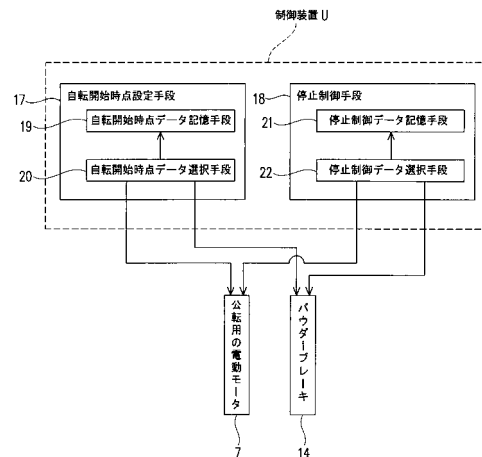 制御装置U
17
自転開始時点設定手段
19
自転開始時点データ記憶手段
20
自転開始時点データ選択手段
18
停止制御手段
21
停止制御データ記憶手段
22
停止制御データ選択手段
公転用の電動モータ
パウダーブレーキ
7
14